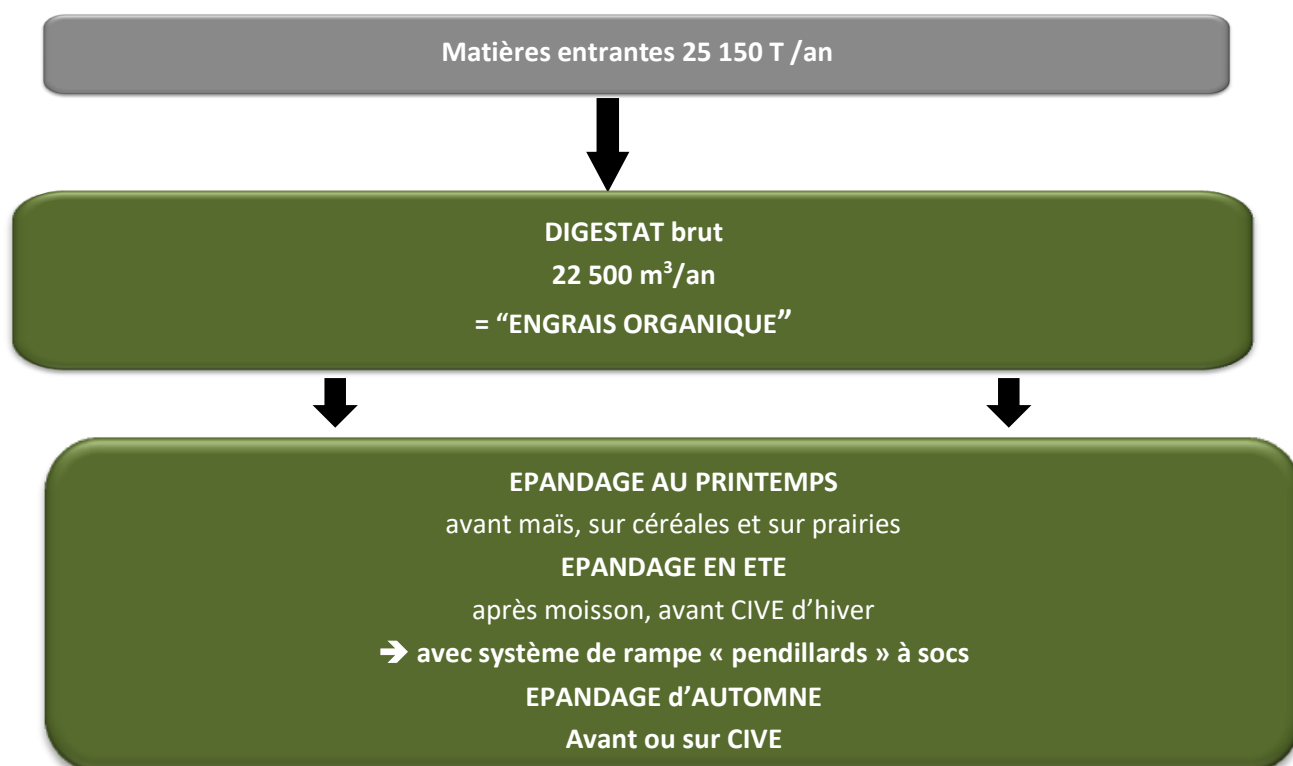 Matières entrantes 25 150 T /an
DIGESTAT brut
22 500 m³/an
= “ENGRAIS ORGANIQUE”
EPANDAGE AU PRINTEMPS
avant maïs, sur céréales et sur prairies
EPANDAGE EN ETE
après moisson, avant CIVE d’hiver
➔ avec système de rampe « pendillards » à socs
EPANDAGE d’AUTOMNE
Avant ou sur CIVE